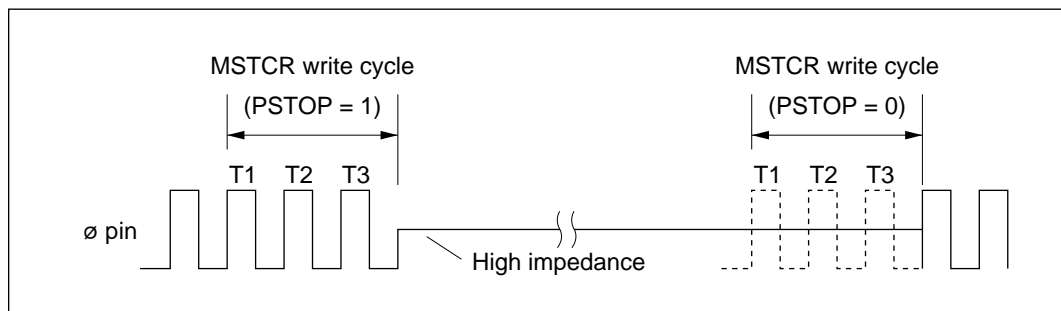 MSTCR write cycle
(PSTOP = 1)
MSTCR write cycle
(PSTOP = 0)
T1 T2 T3
T1 T2 T3
ø pin
High impedance